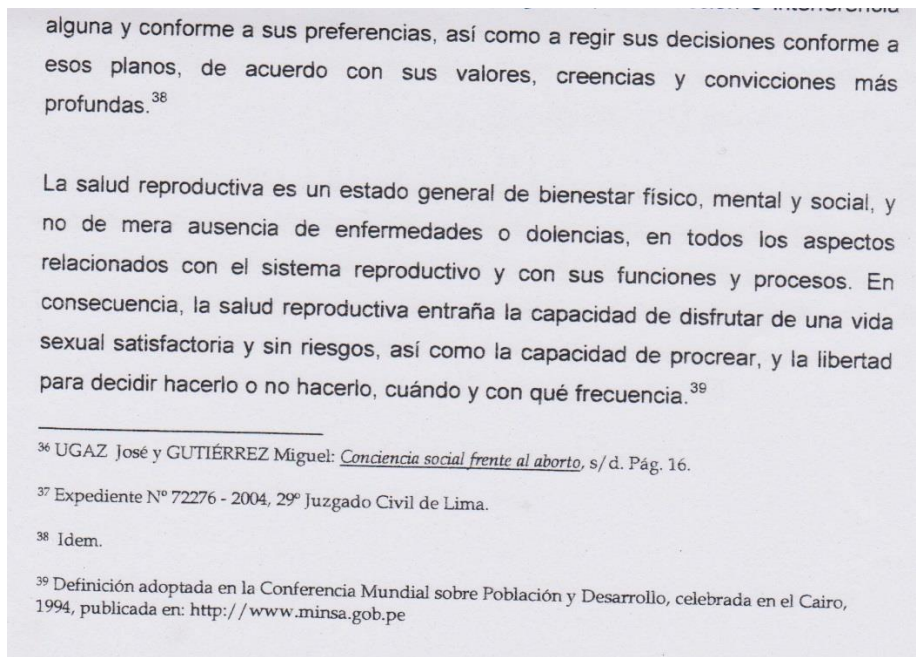 o interferencia
alguna y conforme a sus preferencias, así como a regir sus decisiones conforme a
esos planos, de acuerdo con sus valores, creencias y convicciones más
profundas.³⁸
La salud reproductiva es un estado general de bienestar físico, mental y social, y
no de mera ausencia de enfermedades o dolencias, en todos los aspectos
relacionados con el sistema reproductivo y con sus funciones y procesos. En
consecuencia, la salud reproductiva entraña la capacidad de disfrutar de una vida
sexual satisfactoria y sin riesgos, así como la capacidad de procrear, y la libertad
para decidir hacerlo o no hacerlo, cuándo y con qué frecuencia.³⁹
³⁶ UGAZ José y GUTIÉRREZ Miguel: Conciencia social frente al aborto, s/d. Pág. 16.
³⁷ Expediente Nº 72276 - 2004, 29º Juzgado Civil de Lima.
³⁸ Idem.
³⁹ Definición adoptada en la Conferencia Mundial sobre Población y Desarrollo, celebrada en el Cairo,
1994, publicada en: http://www.minsa.gob.pe